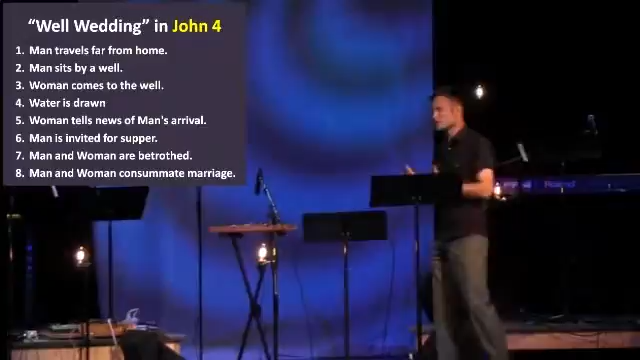 “Well Wedding” in John 4
1. Man travels far from home.
2. Man sits by a well.
3. Woman comes to the well.
4. Water is drawn
5. Woman tells news of Man's arrival.
6. Man is invited for supper.
7. Man and Woman are betrothed.
8. Man and Woman consummate marriage.
Roland